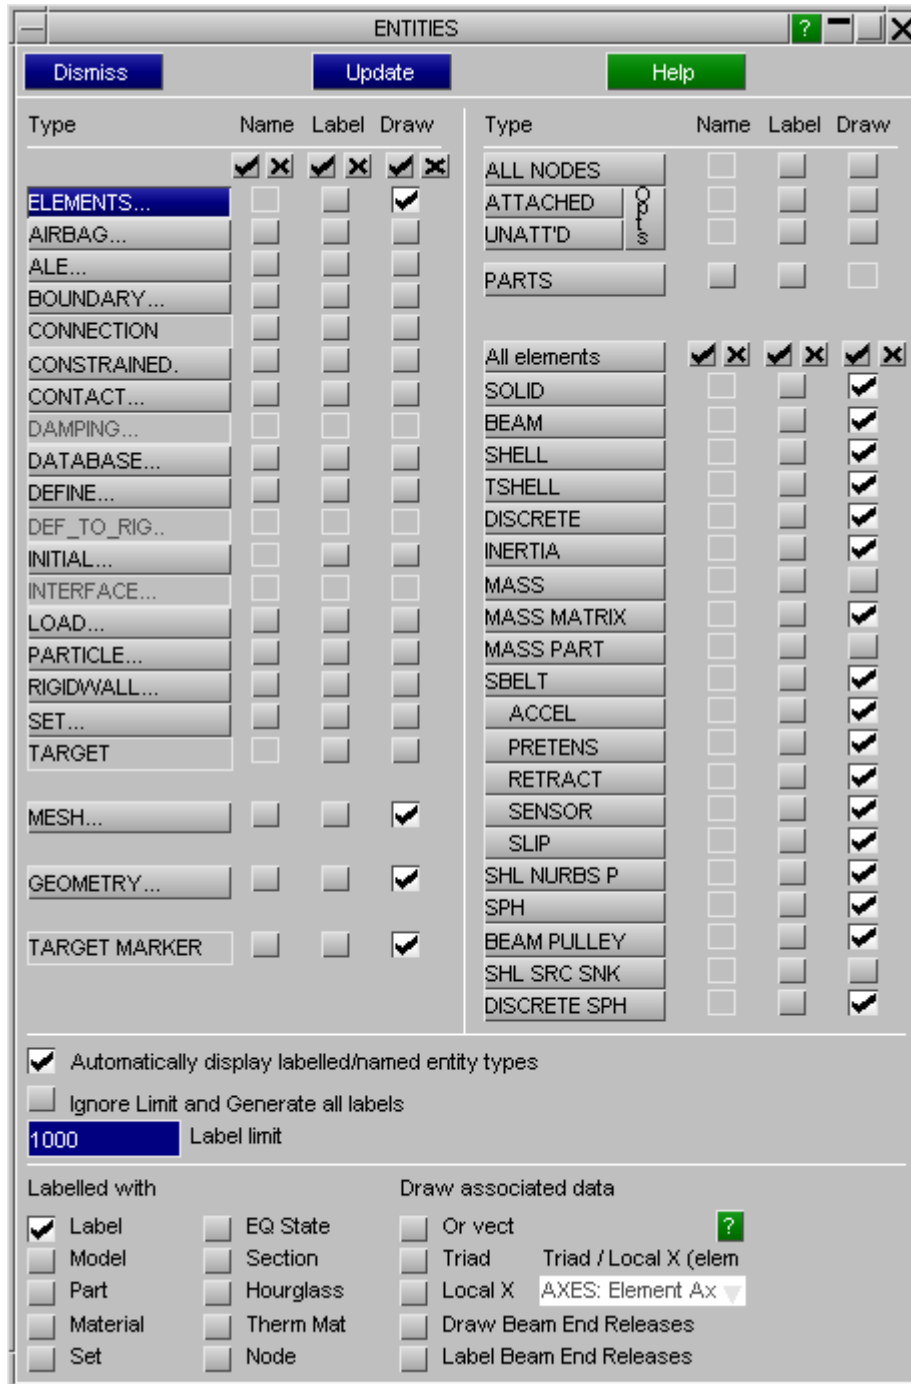 ENTITIES ?
Dismiss Update Help
Type Name Label Draw
ELEMENTS...
AIRBAG...
ALE...
BOUNDARY...
CONNECTION
CONSTRAINED.
CONTACT...
DAMPING...
DATABASE...
DEFINE...
DEF_TO_RIG..
INITIAL...
INTERFACE...
LOAD...
PARTICLE...
RIGIDWALL...
SET...
TARGET
MESH...
GEOMETRY...
TARGET MARKER
Type Name Label Draw
ALL NODES
ATTACHED
UNATT'D
Opts
PARTS
All elements
SOLID
BEAM
SHELL
TSHELL
DISCRETE
INERTIA
MASS
MASS MATRIX
MASS PART
SBELT
ACCEL
PRETENS
RETRACT
SENSOR
SLIP
SHL NURBS P
SPH
BEAM PULLEY
SHL SRC SNK
DISCRETE SPH
Automatically display labelled/named entity types
Ignore Limit and Generate all labels
1000 Label limit
Labelled with
Label EQ State
Model Section
Part Hourglass
Material Therm Mat
Set Node
Draw associated data
Or vect ?
Triad Triad / Local X (elem
Local X AXES: Element Ax
Draw Beam End Releases
Label Beam End Releases